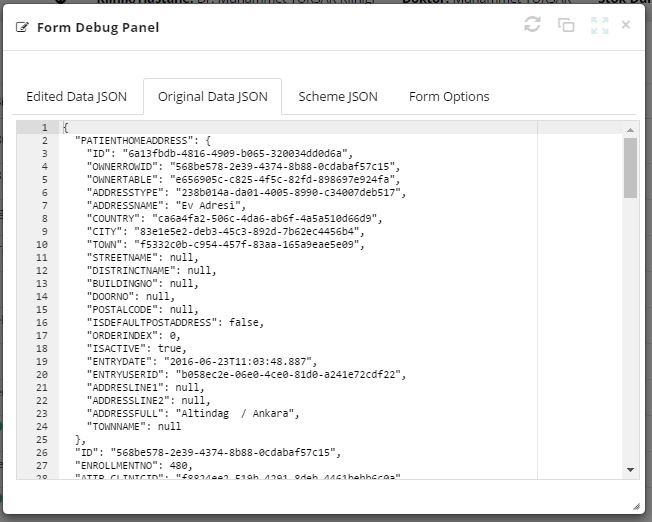 Klinik/Hastane: Dr. Muhammet YORSAR Kliniği Doktor: Muhammet YORSAR Stok
Form Debug Panel
Edited Data JSON Original Data JSON Scheme JSON Form Options
1 {
2 "PATIENTHOMEADDRESS": {
3 "ID": "6a13fbdb-4816-4909-b065-320034dd0d6a",
4 "OWNERROWID": "568be578-2e39-4374-8b88-0cdabaf57c15",
5 "OWNERTABLE": "e656905c-c825-4f5c-82fd-898697e924fa",
6 "ADDRESSTYPE": "238b014a-da01-4005-8990-c34007deb517",
7 "ADDRESSNAME": "Ev Adresi",
8 "COUNTRY": "ca6a4fa2-506c-4da6-ab6f-4a5a510d66d9",
9 "CITY": "83e1e5e2-deb3-45c3-892d-7b62ec4456b4",
10 "TOWN": "f5332c0b-c954-457f-83aa-165a9eae5e09",
11 "STREETNAME": null,
12 "DISTRINCTNAME": null,
13 "BUILDINGNO": null,
14 "DOORNO": null,
15 "POSTALCODE": null,
16 "ISDEFAULTPOSTADDRESS": false,
17 "ORDERINDEX": 0,
18 "ISACTIVE": true,
19 "ENTRYDATE": "2016-06-23T11:03:48.887",
20 "ENTRYUSERID": "b058ec2e-06e0-4ce0-81d0-a241e72cdf22",
21 "ADDRESLINE1": null,
22 "ADDRESSLINE2": null,
23 "ADDRESSFULL": "Altindag  / Ankara",
24 "TOWNNAME": null
25 },
26 "ID": "568be578-2e39-4374-8b88-0cdabaf57c15",
27 "ENROLLMENTNO": 480,
28 "ATTR_CLINICID": "f8824ee2-519b-4291-8deb-4461bebb6c0a"